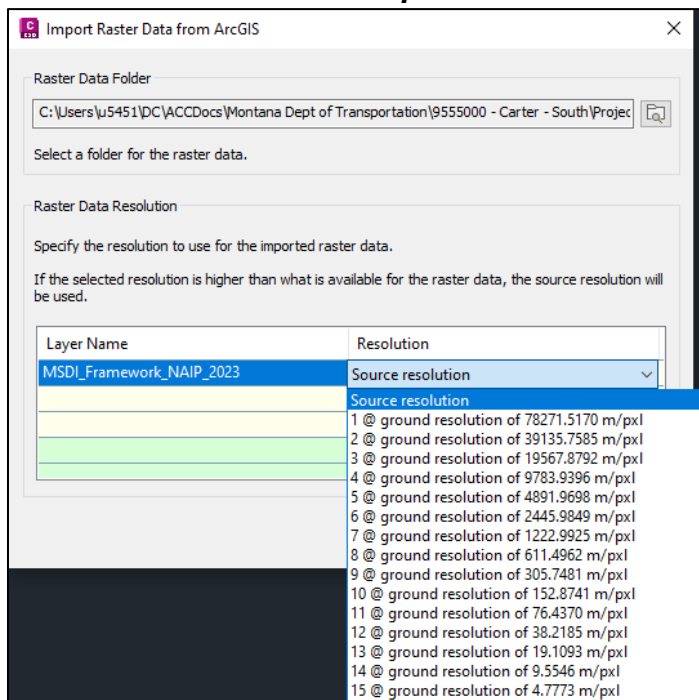 C
C3D
Import Raster Data from ArcGIS
Raster Data Folder
C:\Users\u5451\DC\ACCDocs\Montana Dept of Transportation\9555000 - Carter - South\Projec
Select a folder for the raster data.
Raster Data Resolution
Specify the resolution to use for the imported raster data.
If the selected resolution is higher than what is available for the raster data, the source resolution will
be used.
Layer Name Resolution
MSDI_Framework_NAIP_2023 Source resolution
Source resolution
1 @ ground resolution of 78271.5170 m/pxl
2 @ ground resolution of 39135.7585 m/pxl
3 @ ground resolution of 19567.8792 m/pxl
4 @ ground resolution of 9783.9396 m/pxl
5 @ ground resolution of 4891.9698 m/pxl
6 @ ground resolution of 2445.9849 m/pxl
7 @ ground resolution of 1222.9925 m/pxl
8 @ ground resolution of 611.4962 m/pxl
9 @ ground resolution of 305.7481 m/pxl
10 @ ground resolution of 152.8741 m/pxl
11 @ ground resolution of 76.4370 m/pxl
12 @ ground resolution of 38.2185 m/pxl
13 @ ground resolution of 19.1093 m/pxl
14 @ ground resolution of 9.5546 m/pxl
15 @ ground resolution of 4.7773 m/pxl